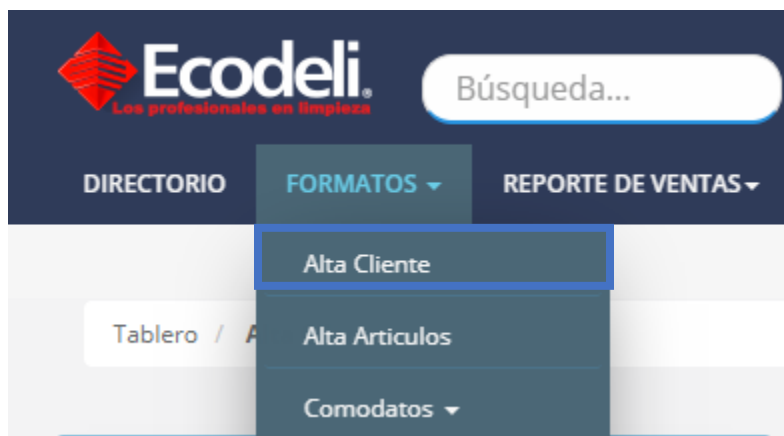 Ecodeli.
Los profesionales en limpieza
Búsqueda...
DIRECTORIO FORMATOS REPORTE DE VENTAS
Alta Cliente
Tablero / A
Alta Articulos
Comodatos